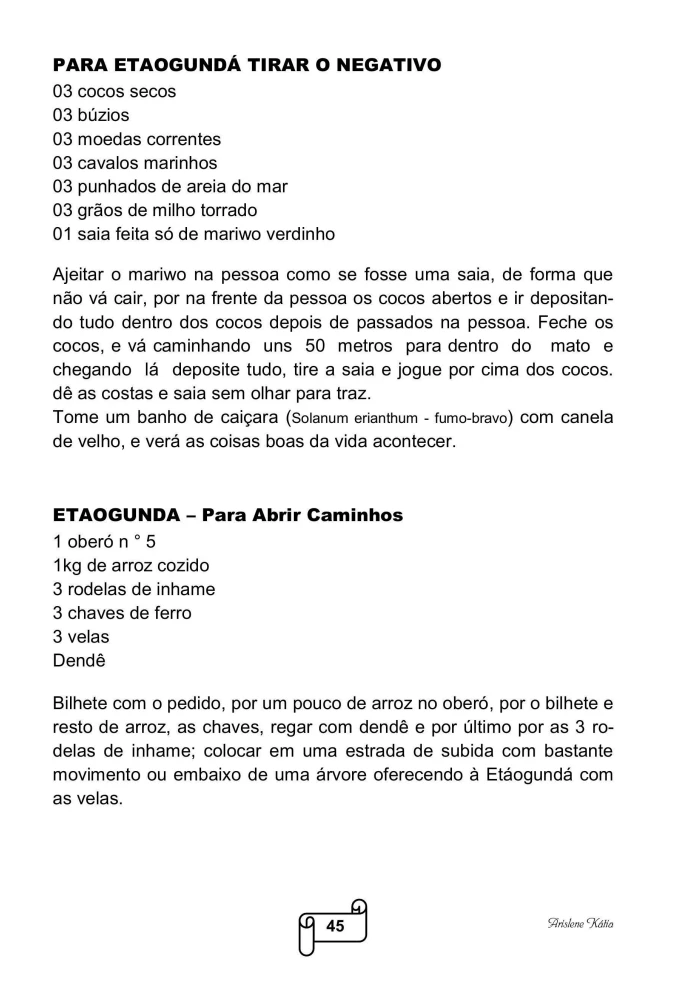 PARA ETAOGUNDÁ TIRAR O NEGATIVO
03 cocos secos
03 búzios
03 moedas correntes
03 cavalos marinhos
03 punhados de areia do mar
03 grãos de milho torrado
01 saia feita só de mariwo verdinho
Ajeitar o mariwo na pessoa como se fosse uma saia, de forma que
não vá cair, por na frente da pessoa os cocos abertos e ir depositan-
do tudo dentro dos cocos depois de passados na pessoa. Feche os
cocos, e vá caminhando uns 50 metros para dentro do mato e
chegando lá deposite tudo, tire a saia e jogue por cima dos cocos.
dê as costas e saia sem olhar para traz.
Tome um banho de caiçara (Solanum erianthum - fumo-bravo) com canela
de velho, e verá as coisas boas da vida acontecer.
ETAOGUNDA – Para Abrir Caminhos
1 oberó n ° 5
1kg de arroz cozido
3 rodelas de inhame
3 chaves de ferro
3 velas
Dendê
Bilhete com o pedido, por um pouco de arroz no oberó, por o bilhete e
resto de arroz, as chaves, regar com dendê e por último por as 3 ro-
delas de inhame; colocar em uma estrada de subida com bastante
movimento ou embaixo de uma árvore oferecendo à Etáogundá com
as velas.
45
Arislene Kátia